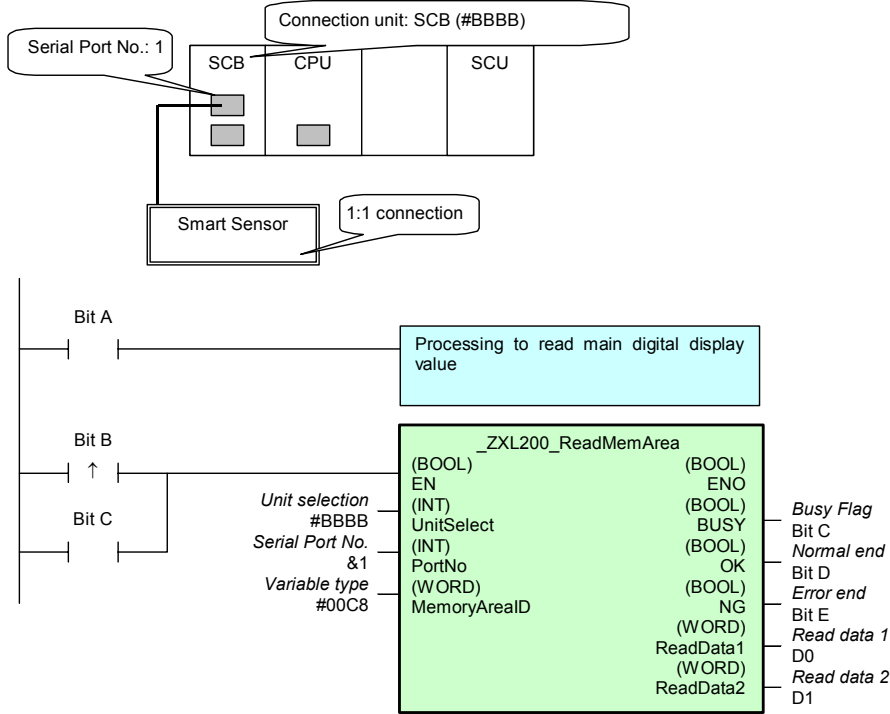 Connection unit: SCB (#BBBB)
Serial Port No.: 1
SCB
CPU
SCU
Smart Sensor
1:1 connection
Bit A
Processing to read main digital display
value
Bit B
↑
Bit C
_ZXL200_ReadMemArea
(BOOL)
EN
(INT)
UnitSelect
(INT)
PortNo
(WORD)
MemoryAreaID
(BOOL)
ENO
(BOOL)
BUSY
(BOOL)
OK
(BOOL)
NG
(WORD)
ReadData1
(WORD)
ReadData2
Unit selection
#BBBB
Serial Port No.
&1
Variable type
#00C8
Busy Flag
Bit C
Normal end
Bit D
Error end
Bit E
Read data 1
D0
Read data 2
D1